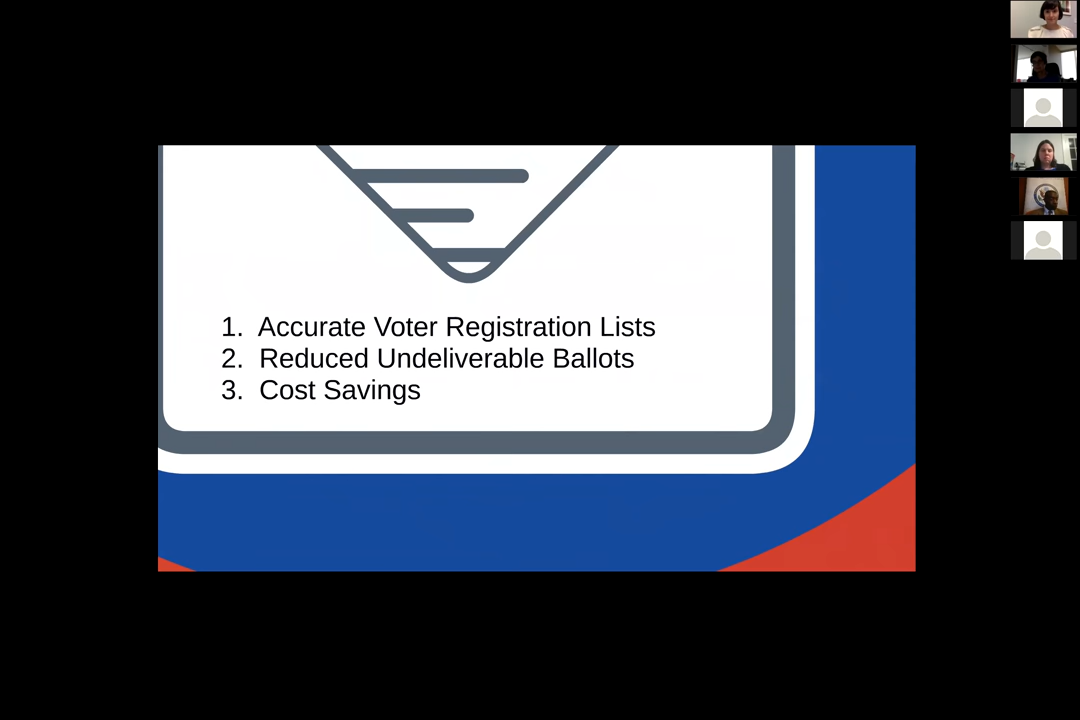 1. Accurate Voter Registration Lists
2. Reduced Undeliverable Ballots
3. Cost Savings